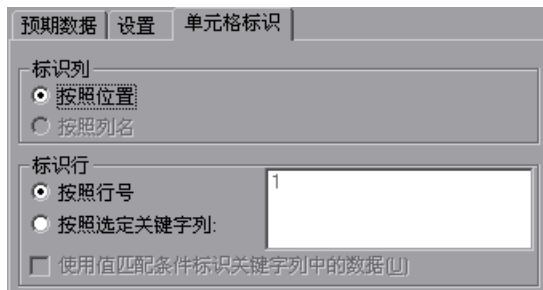 预期数据 设置 单元格标识
标识列
按照位置
按照列名
标识行
按照行号
1
按照选定关键字列:
使用值匹配条件标识关键字列中的数据(U)